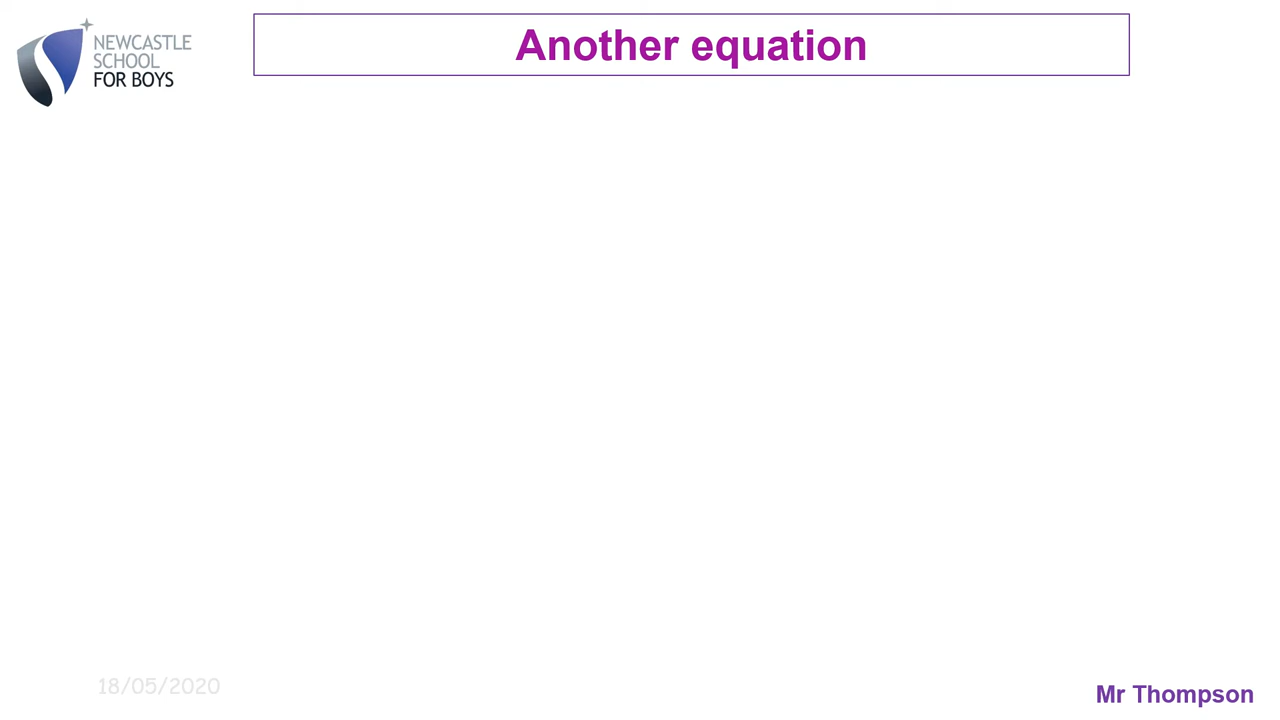 NEWCASTLE
SCHOOL
FOR BOYS
Another equation
18/05/2020
Mr Thompson